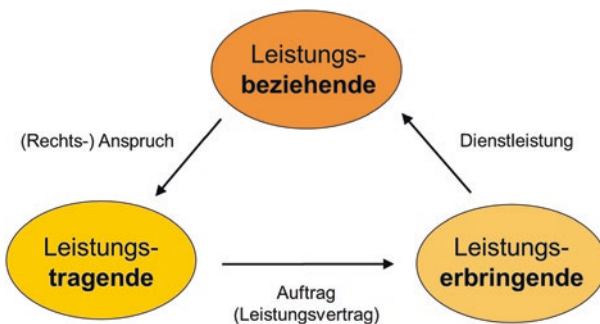 Leistungs-
beziehende
(Rechts-) Anspruch
Dienstleistung
Leistungs-
tragende
Leistungs-
erbringende
Auftrag
(Leistungsvertrag)